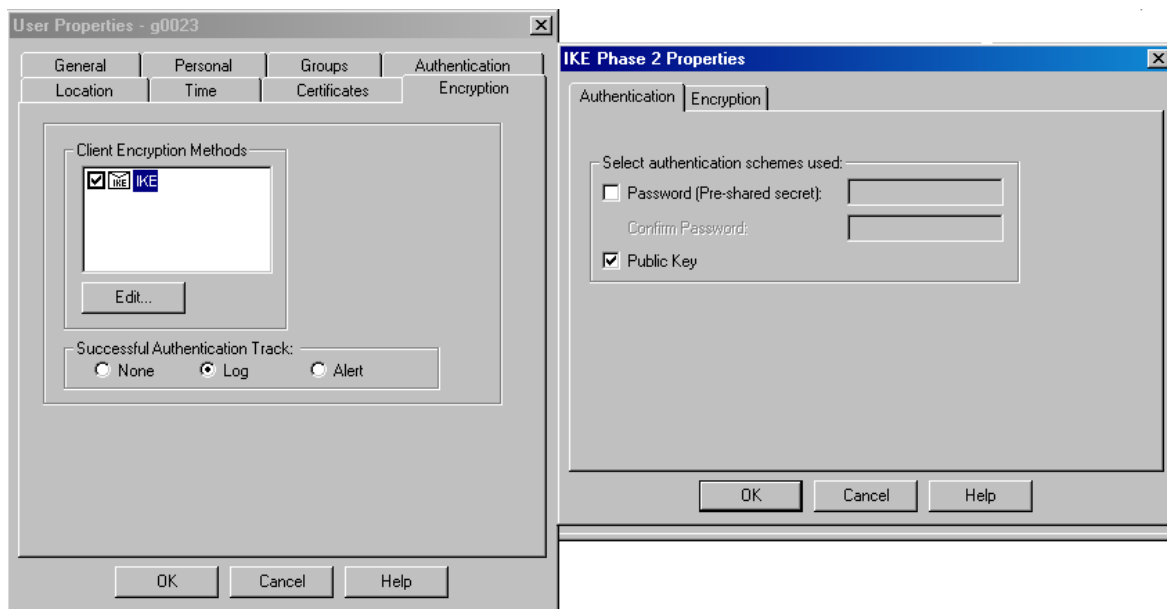 User Properties - g0023
General Personal Groups Authentication
Location Time Certificates Encryption
Client Encryption Methods
IKE IKE
Edit...
Successful Authentication Track:
None Log Alert
OK Cancel Help
IKE Phase 2 Properties
Authentication Encryption
Select authentication schemes used:
Password (Pre-shared secret):
Confirm Password:
Public Key
OK Cancel Help